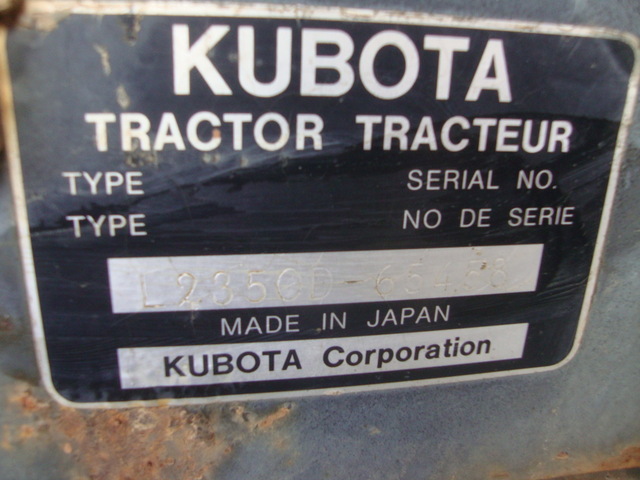 KUBOTA
TRACTOR TRACTEUR
TYPE SERIAL NO.
TYPE NO DE SERIE
MADE IN JAPAN
KUBOTA Corporation